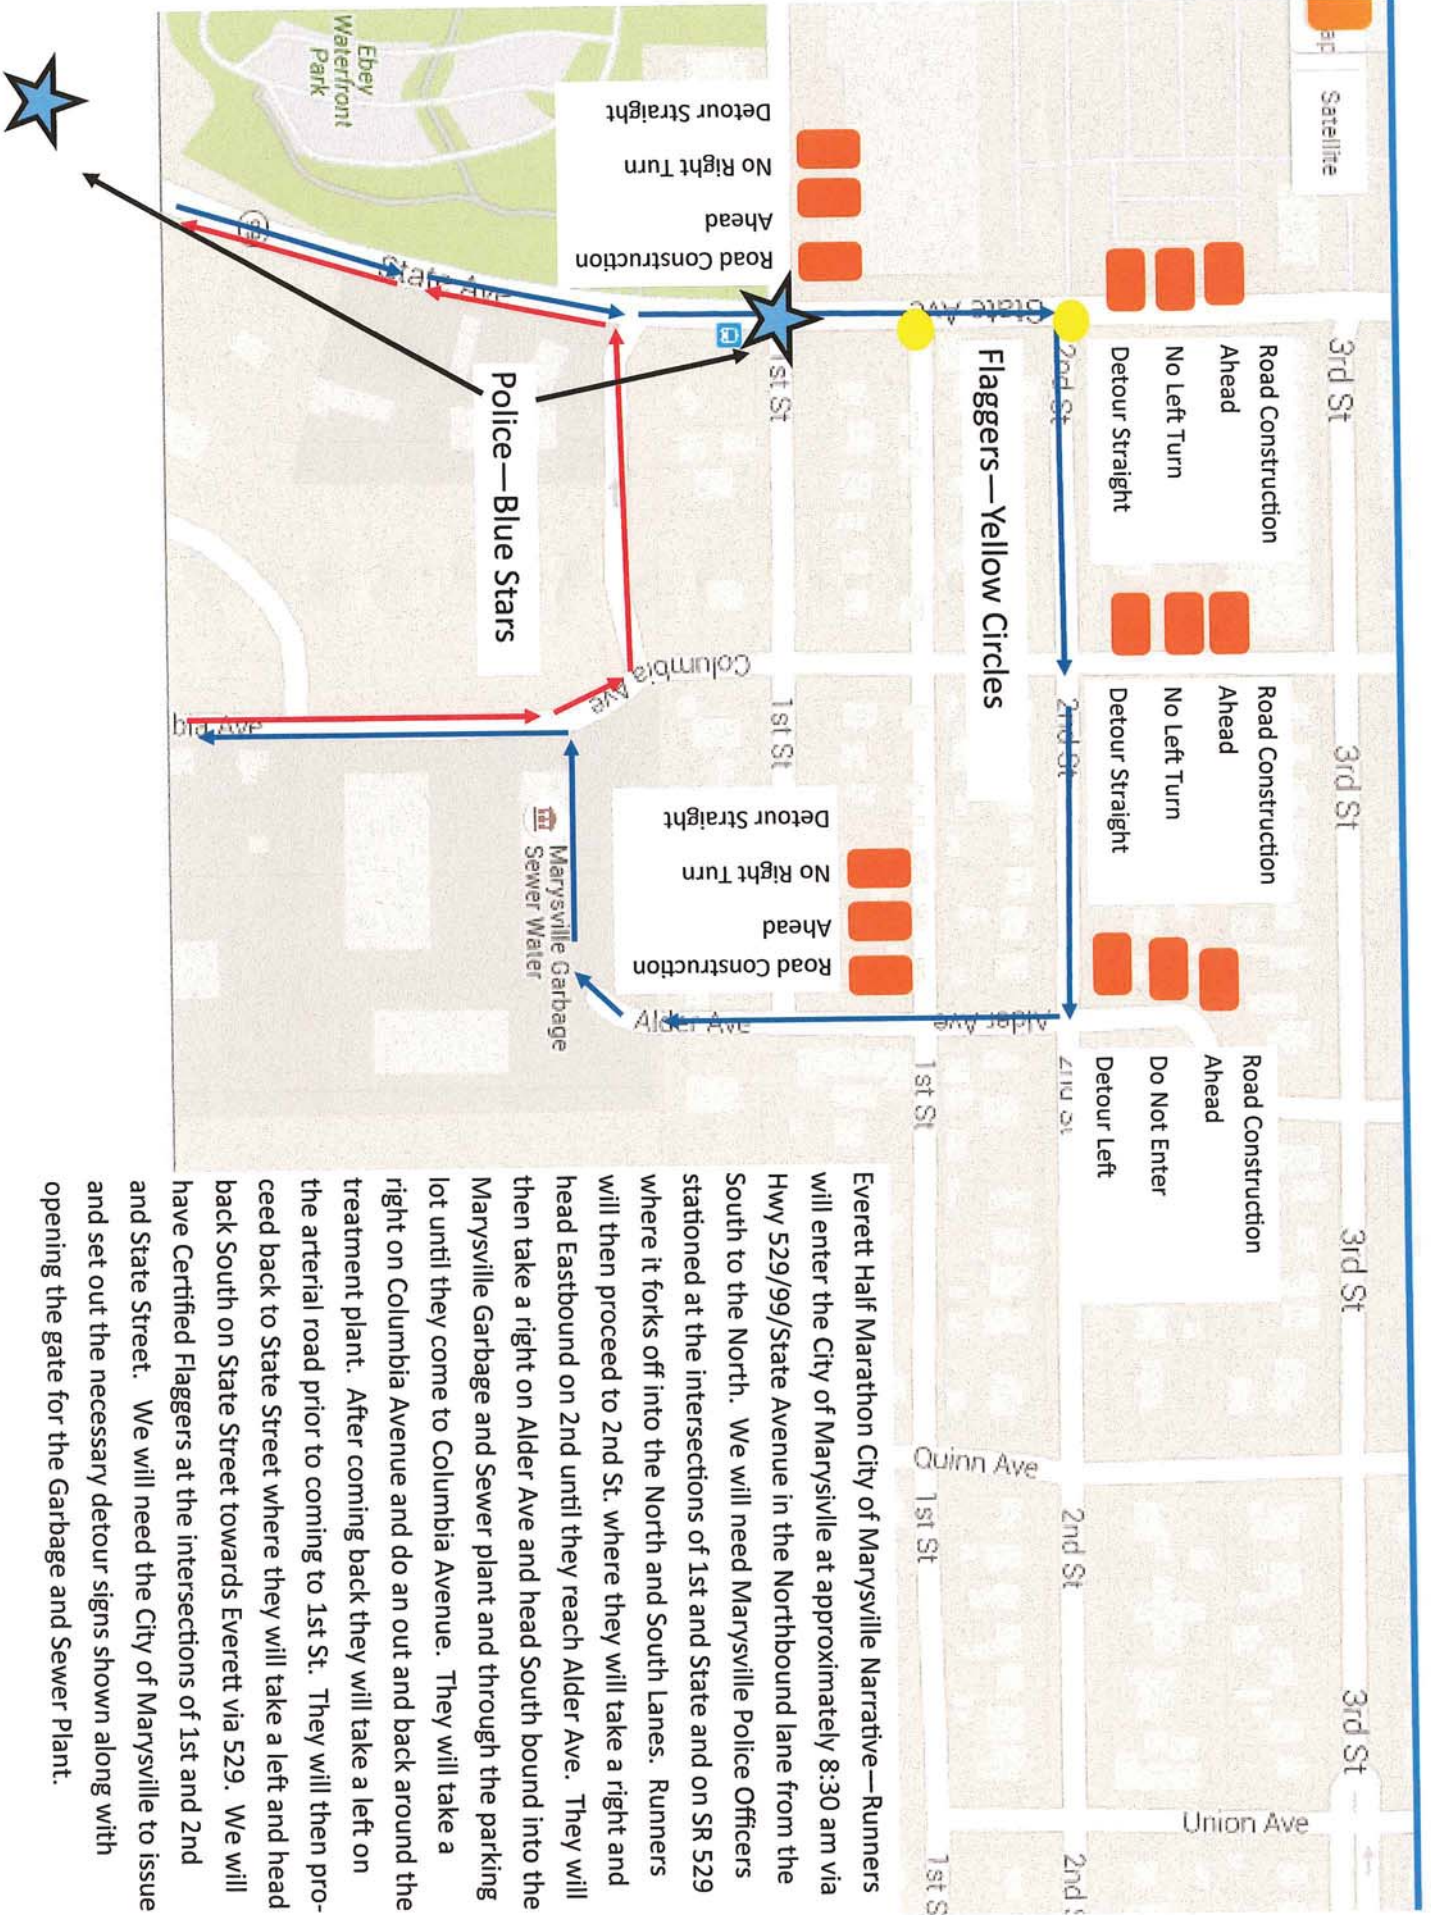 ap
Satellite
3rd St
3rd St
3rd St
3rd St
Road Construction
Ahead
No Left Turn
Detour Straight
Road Construction
Ahead
No Left Turn
Detour Straight
Road Construction
Ahead
Do Not Enter
Detour Left
Union Ave
2nd St
2nd St
2nd St
2nd St
2nd S
State Ave
Alder Ave
Flaggers—Yellow Circles
Quinn Ave
1st St
1st St
1st S
Road Construction
Ahead
No Right Turn
Detour Straight
1st St
1st St
Columbia
Ave
Road Construction
Ahead
No Right Turn
Detour Straight
Alder Ave
Police—Blue Stars
Marysville Garbage
Sewer Water
State Ave
Ebey
Waterfront
Park
bia Ave
Everett Half Marathon City of Marysville Narrative—Runners
will enter the City of Marysivlle at approximately 8:30 am via
Hwy 529/99/State Avenue in the Northbound lane from the
South to the North. We will need Marysville Police Officers
stationed at the intersections of 1st and State and on SR 529
where it forks off into the North and South Lanes. Runners
will then proceed to 2nd St. where they will take a right and
head Eastbound on 2nd until they reach Alder Ave. They will
then take a right on Alder Ave and head South bound into the
Marysville Garbage and Sewer plant and through the parking
lot until they come to Columbia Avenue. They will take a
right on Columbia Avenue and do an out and back around the
treatment plant. After coming back they will take a left on
the arterial road prior to coming to 1st St. They will then pro-
ceed back to State Street where they will take a left and head
back South on State Street towards Everett via 529. We will
have Certified Flaggers at the intersections of 1st and 2nd
and State Street. We will need the City of Marysville to issue
and set out the necessary detour signs shown along with
opening the gate for the Garbage and Sewer Plant.